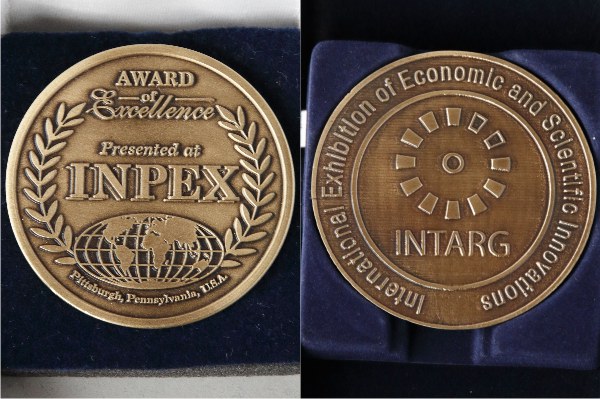 AWARD
of
Excellence
Presented at
INPEX
Pittsburgh, Pennsylvania, U.S.A.
International Exhibition of Economic and Scientific Innovations
INTARG